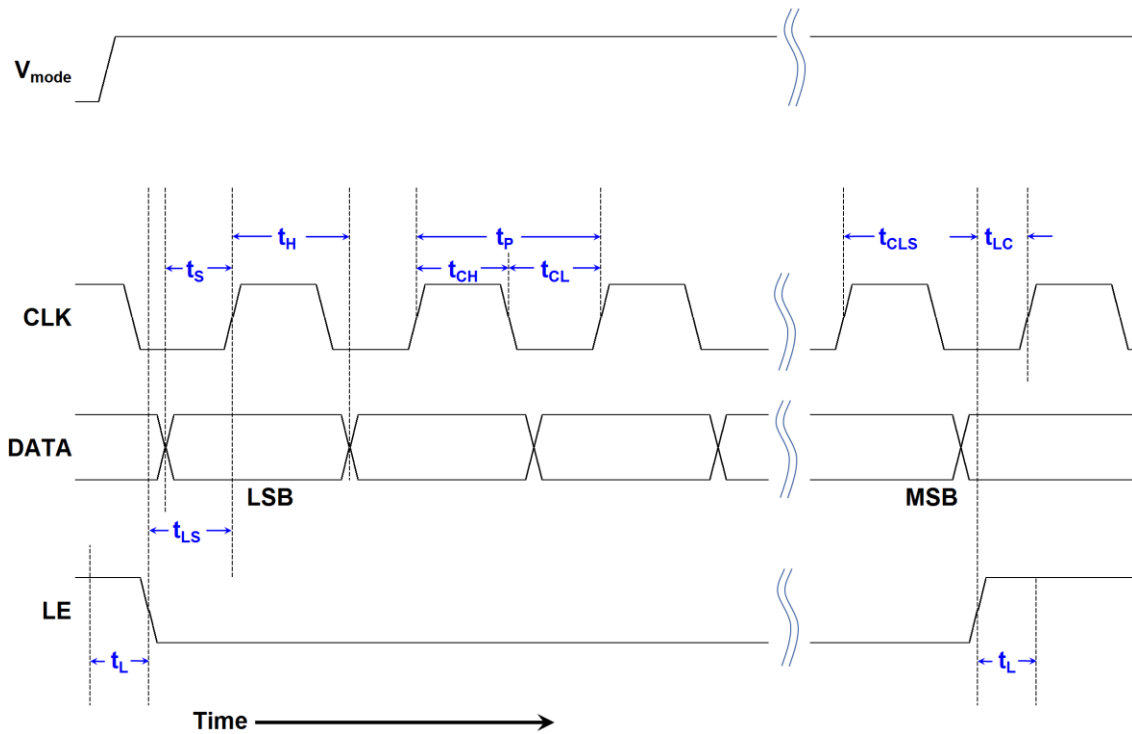 Vmode
tH
tP
tCLS
tLC
tS
tCH
tCL
CLK
DATA
LSB
MSB
tLS
LE
tL
tL
Time